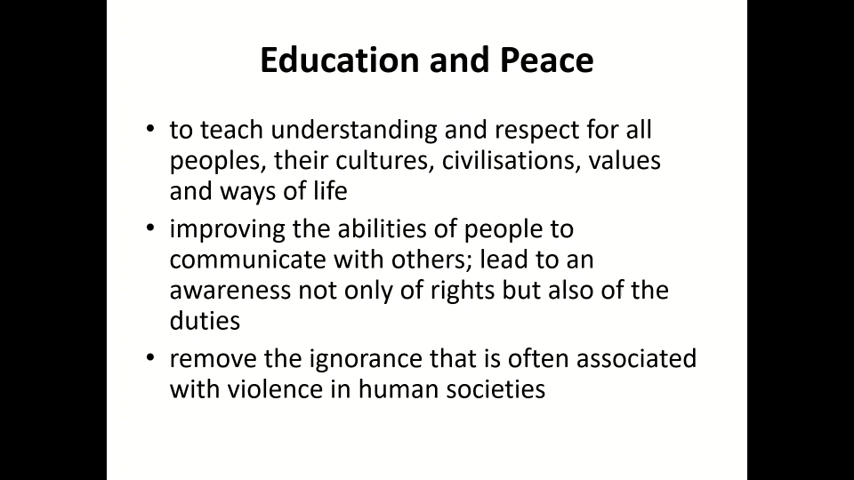 Education and Peace
• to teach understanding and respect for all
peoples, their cultures, civilisations, values
and ways of life
• improving the abilities of people to
communicate with others; lead to an
awareness not only of rights but also of the
duties
• remove the ignorance that is often associated
with violence in human societies